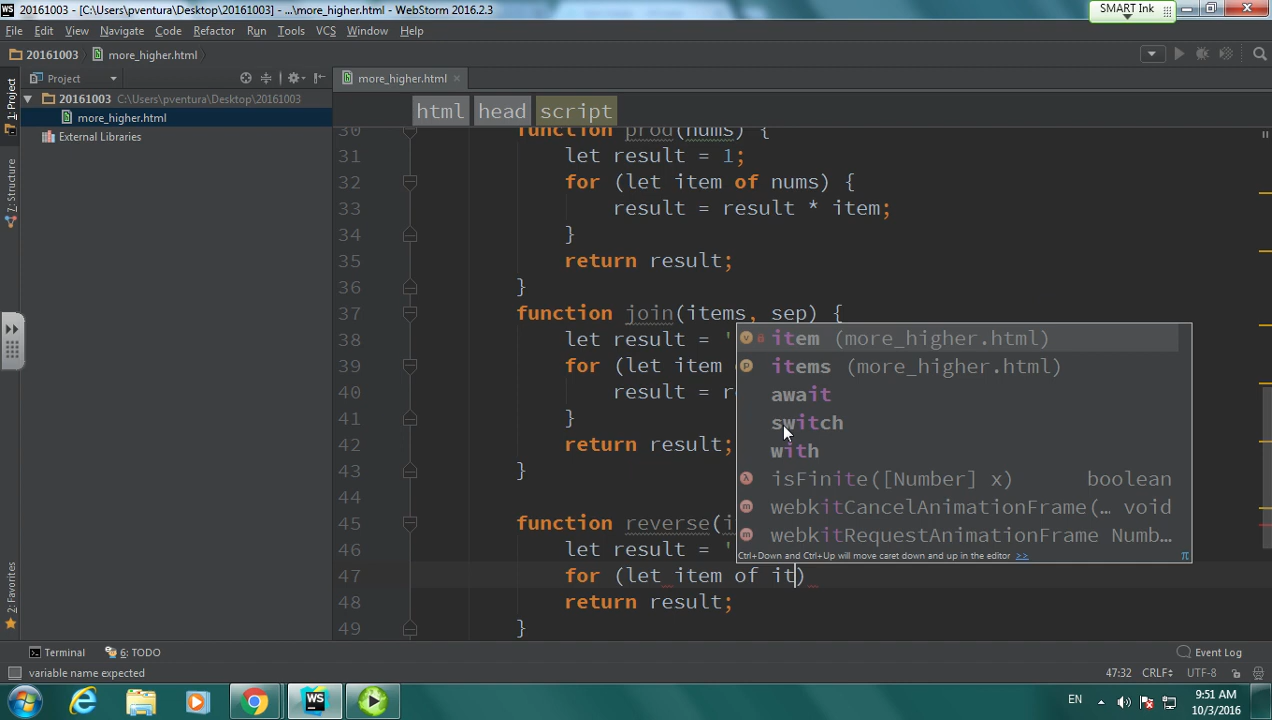 20161003 - [C:\Users\pventura\Desktop\20161003] - ...\more_higher.html - WebStorm 2016.2.3
SMART Ink
File Edit View Navigate Code Refactor Run Tools VCS Window Help
20161003 more_higher.html
1: Project
Project
more_higher.html
20161003 C:\Users\pventura\Desktop\20161003
more_higher.html
External Libraries
html head script
7: Structure
2: Favorites
30 function prod(nums) {
31 let result = 1;
32 for (let item of nums) {
33 result = result * item;
34 }
35 return result;
36 }
37 function join(items, sep) {
38 let result = '
39 for (let item
40 result =
41 }
42 return result;
43 }
44
45 function reverse(i
46 let result = '
47 for (let item of it)
48 return result;
49 }
item (more_higher.html)
items (more_higher.html)
await
switch
with
isFinite([Number] x) boolean
webkitCancelAnimationFrame(… void
webkitRequestAnimationFrame Numb…
Ctrl+Down and Ctrl+Up will move caret down and up in the editor >>
π
Terminal 6: TODO Event Log
variable name expected 47:32 CRLF UTF-8
WS EN 9:51 AM
10/3/2016